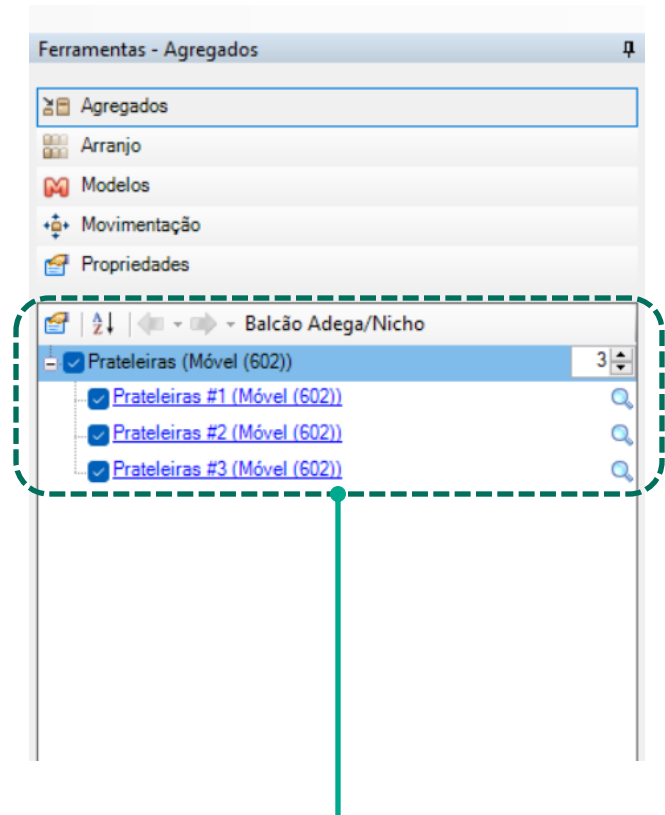 Ferramentas - Agregados
Agregados
Arranjo
Modelos
Movimentação
Propriedades
Balcão Adega/Nicho
Prateleiras (Móvel (602)) 3
Prateleiras #1 (Móvel (602))
Prateleiras #2 (Móvel (602))
Prateleiras #3 (Móvel (602))